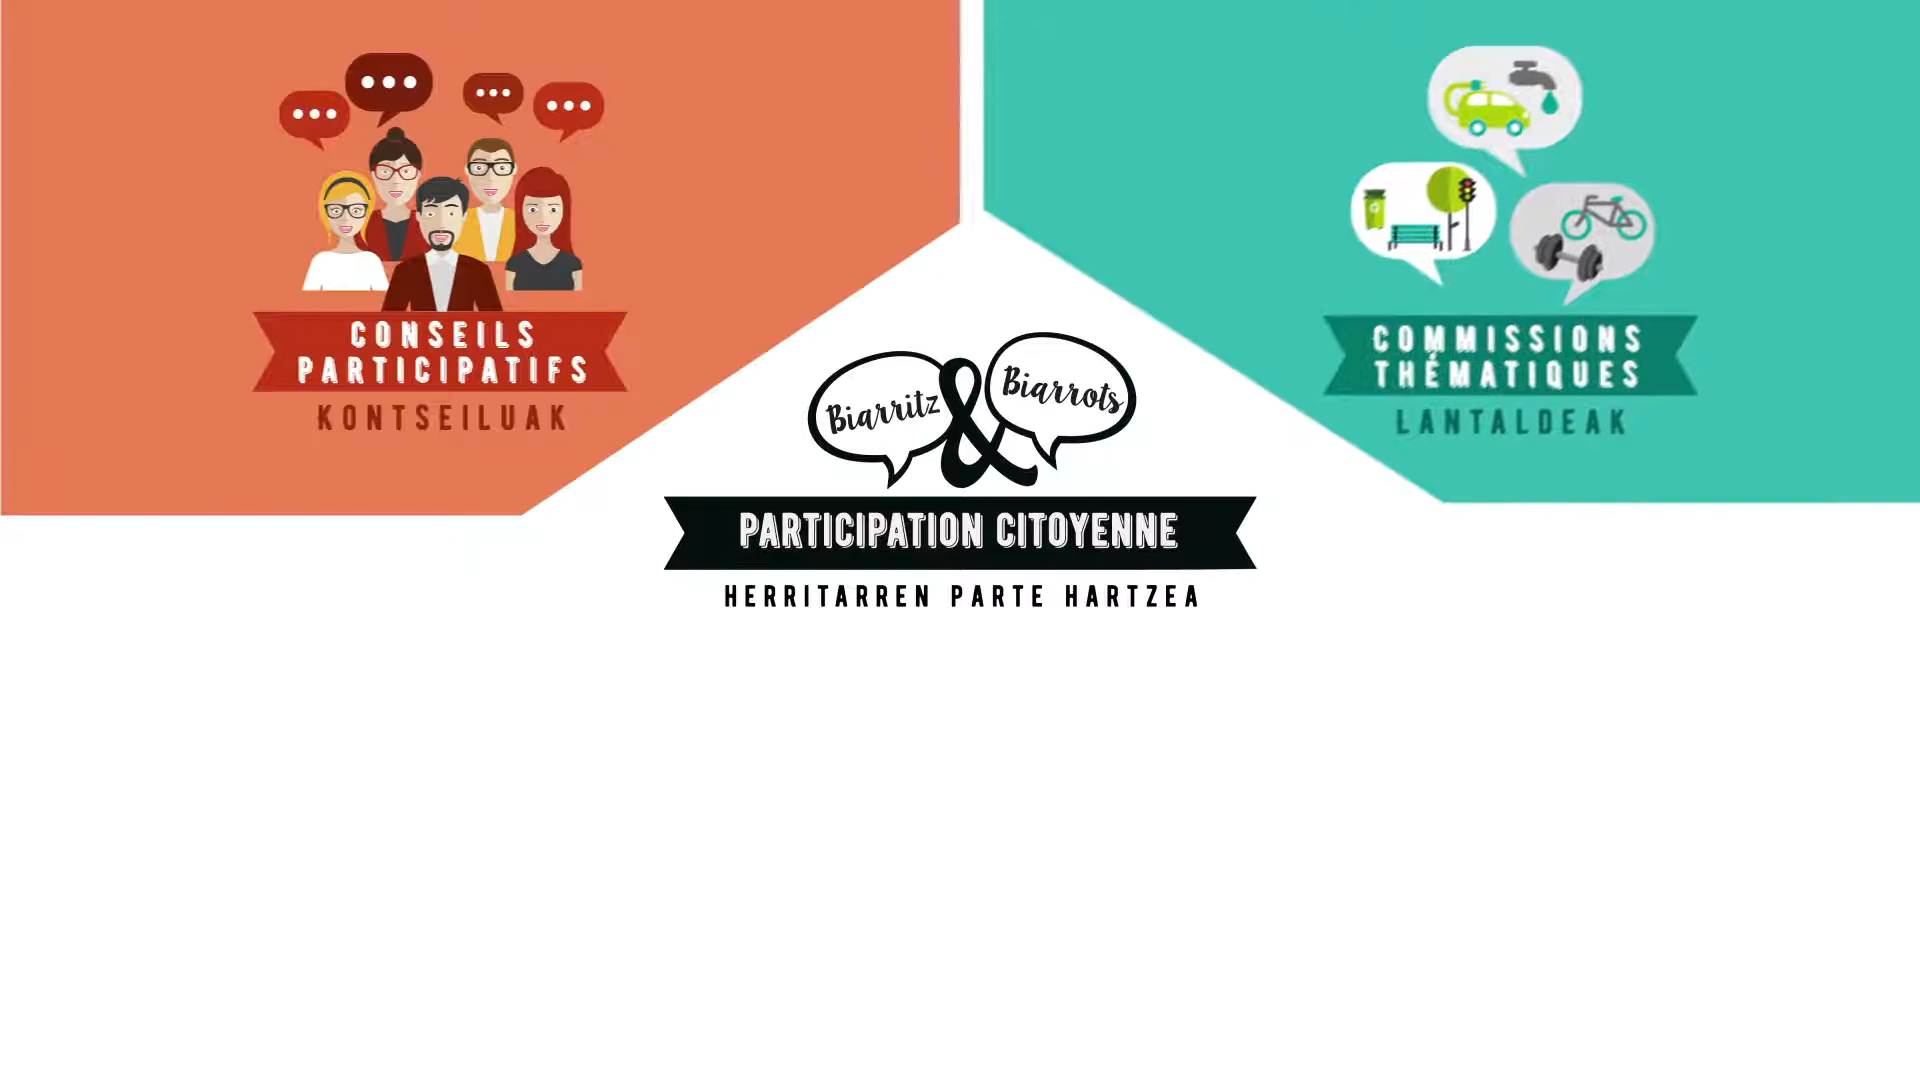 CONSEILS
PARTICIPATIFS
KONTSEILUAK
COMMISSIONS
THÉMATIQUES
LANTALDEAK
Biarritz & Biarrots
PARTICIPATION CITOYENNE
HERRITARREN PARTE HARTZEA